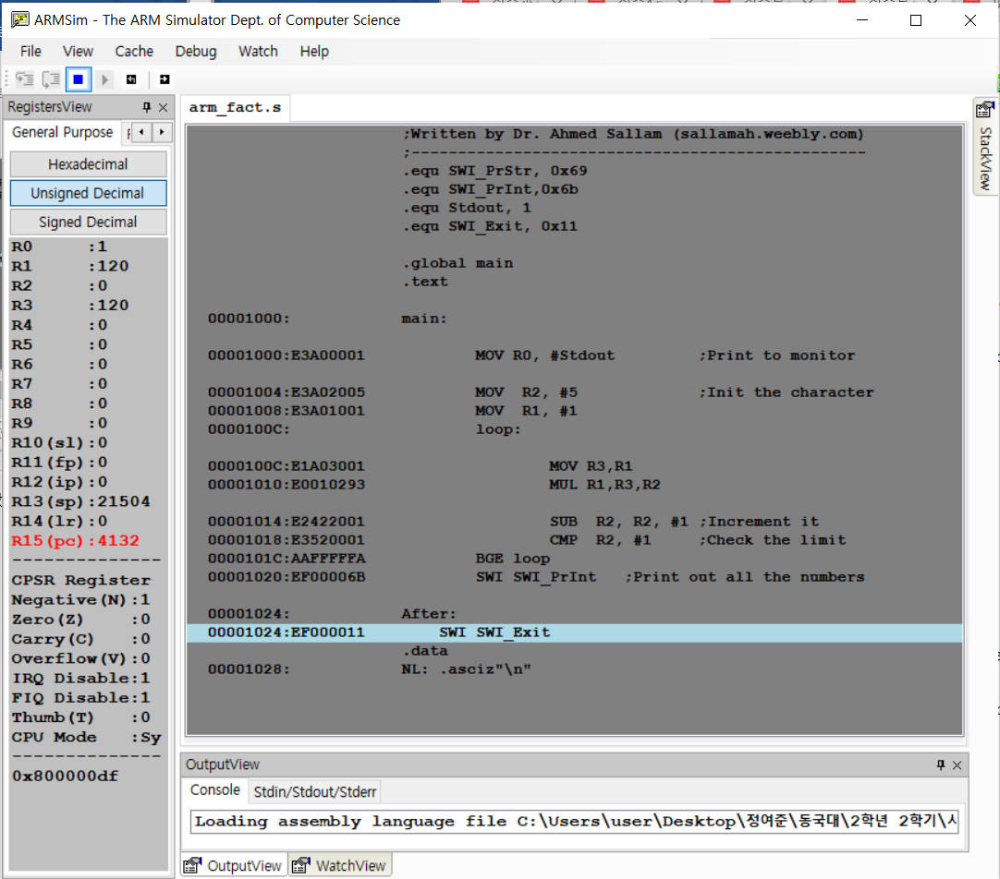 ARMSim - The ARM Simulator Dept. of Computer Science
File View Cache Debug Watch Help
RegistersView
General Purpose
Hexadecimal
Unsigned Decimal
Signed Decimal
R0 :1
R1 :120
R2 :0
R3 :120
R4 :0
R5 :0
R6 :0
R7 :0
R8 :0
R9 :0
R10(sl):0
R11(fp):0
R12(ip):0
R13(sp):21504
R14(lr):0
R15(pc):4132
--------------
CPSR Register
Negative(N):1
Zero(Z) :0
Carry(C) :0
Overflow(V):0
IRQ Disable:1
FIQ Disable:1
Thumb(T) :0
CPU Mode :Sy
--------------
0x800000df
arm_fact.s
;Written by Dr. Ahmed Sallam (sallamah.weebly.com)
;-------------------------------------------------
.equ SWI_PrStr, 0x69
.equ SWI_PrInt,0x6b
.equ Stdout, 1
.equ SWI_Exit, 0x11
.global main
.text
00001000: main:
00001000:E3A00001 MOV R0, #Stdout ;Print to monitor
00001004:E3A02005 MOV R2, #5 ;Init the character
00001008:E3A01001 MOV R1, #1
0000100C: loop:
0000100C:E1A03001 MOV R3,R1
00001010:E0010293 MUL R1,R3,R2
00001014:E2422001 SUB R2, R2, #1 ;Increment it
00001018:E3520001 CMP R2, #1 ;Check the limit
0000101C:AAFFFFFA BGE loop
00001020:EF00006B SWI SWI_PrInt ;Print out all the numbers
00001024: After:
00001024:EF000011 SWI SWI_Exit
.data
00001028: NL: .asciz"\n"
StackView
OutputView
Console Stdin/Stdout/Stderr
Loading assembly language file C:\Users\user\Desktop\정여준\동국대\2학년 2학기\
OutputView WatchView